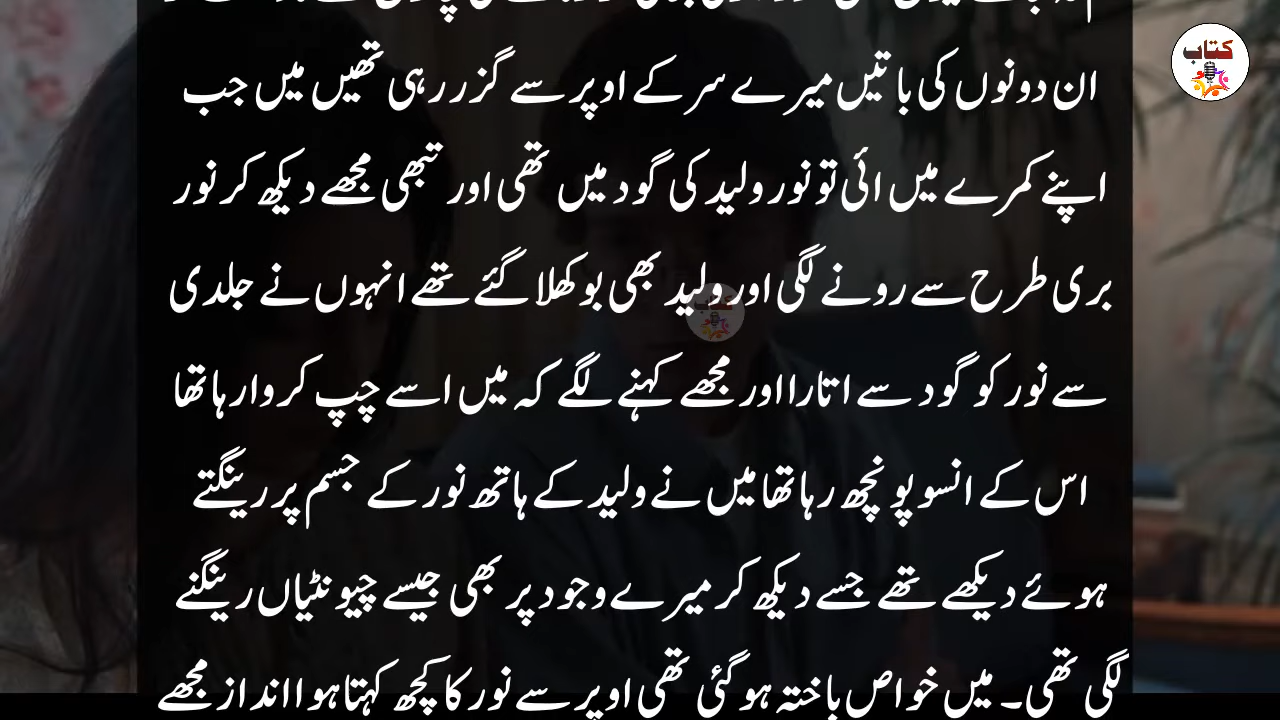 کتاب
ان دونوں کی باتیں میرے سر کے اوپر سے گزر رہی تھیں میں جب
اپنے کمرے میں ائی تو نور ولید کی گود میں تھی اور تبھی مجھے دیکھ کر نور
بری طرح سے رونے لگی اور ولید بھی بوکھلا گئے تھے انہوں نے جلدی
سے نور کو گود سے اتارا اور مجھے کہنے لگے کہ میں اسے چپ کروا رہا تھا
اس کے انسو پونچھ رہا تھا میں نے ولید کے ہاتھ نور کے جسم پر رینگتے
ہوئے دیکھے تھے جسے دیکھ کر میرے وجود پر بھی جیسے چیونٹیاں رینگنے
لگی تھی۔ میں خواص باختہ ہو گئی تھی اوپر سے نور کا کچھ کہتا ہوا انداز مجھے